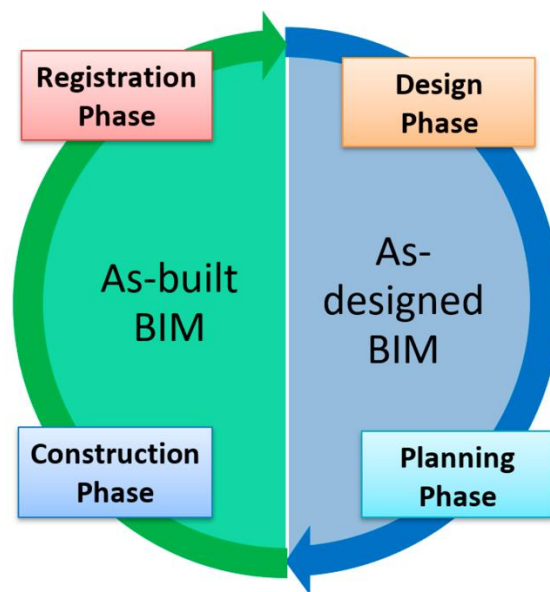 Registration
Phase
Design
Phase
As-built
BIM
As-
designed
BIM
Construction
Phase
Planning
Phase